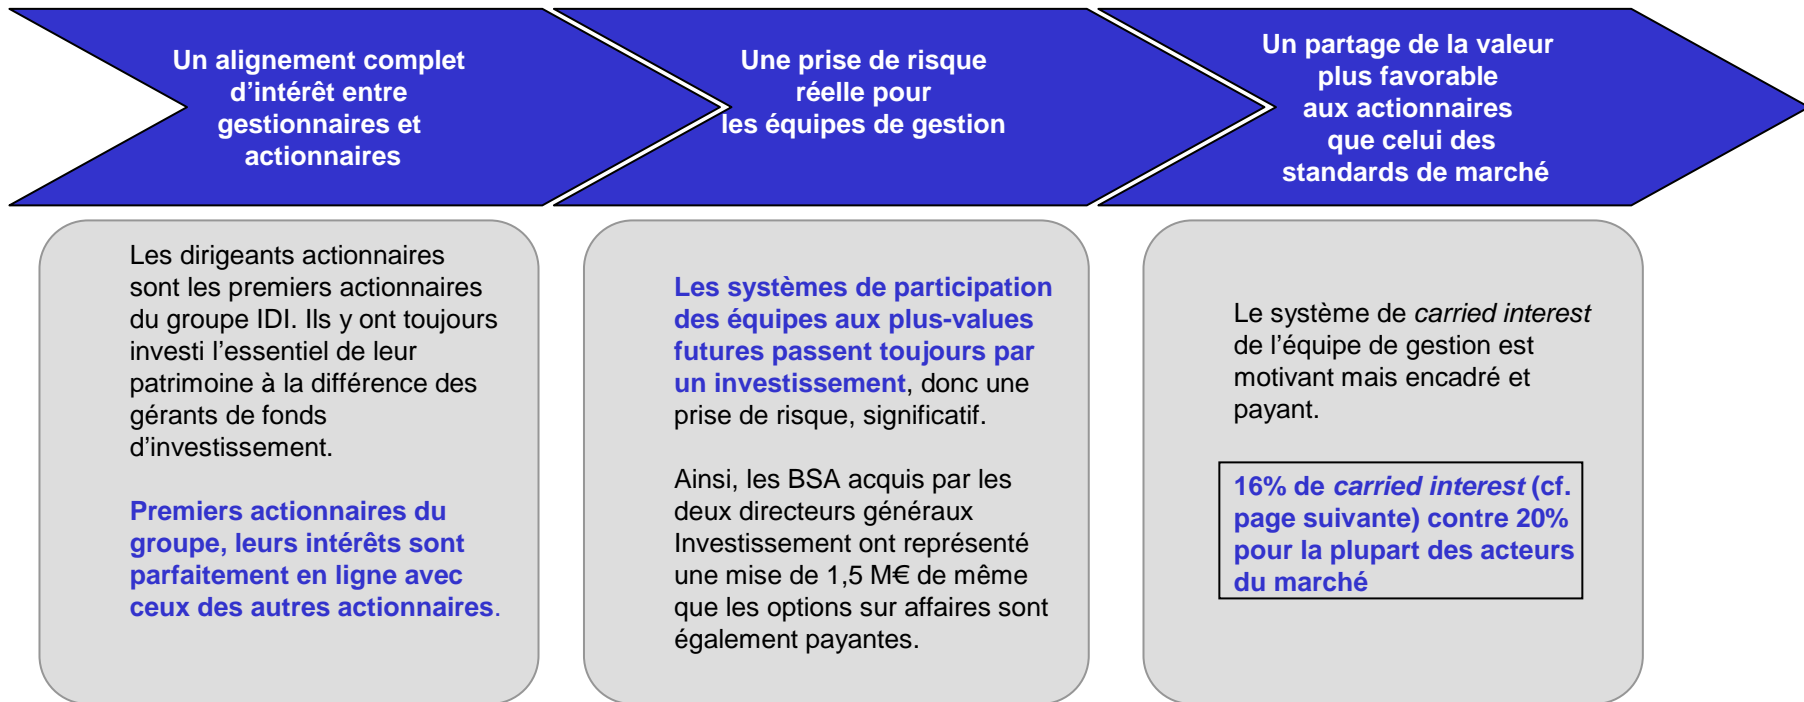 Un alignement complet
d’intérêt entre
gestionnaires et
actionnaires
Une prise de risque
réelle pour
les équipes de gestion
Un partage de la valeur
plus favorable
aux actionnaires
que celui des
standards de marché
Les dirigeants actionnaires
sont les premiers actionnaires
du groupe IDI. Ils y ont toujours
investi l’essentiel de leur
patrimoine à la différence des
gérants de fonds
d’investissement.
Premiers actionnaires du
groupe, leurs intérêts sont
parfaitement en ligne avec
ceux des autres actionnaires.
Les systèmes de participation
des équipes aux plus-values
futures passent toujours par
un investissement, donc une
prise de risque, significatif.
Ainsi, les BSA acquis par les
deux directeurs généraux
Investissement ont représenté
une mise de 1,5 M€ de même
que les options sur affaires sont
également payantes.
Le système de carried interest
de l’équipe de gestion est
motivant mais encadré et
payant.
16% de carried interest (cf.
page suivante) contre 20%
pour la plupart des acteurs
du marché